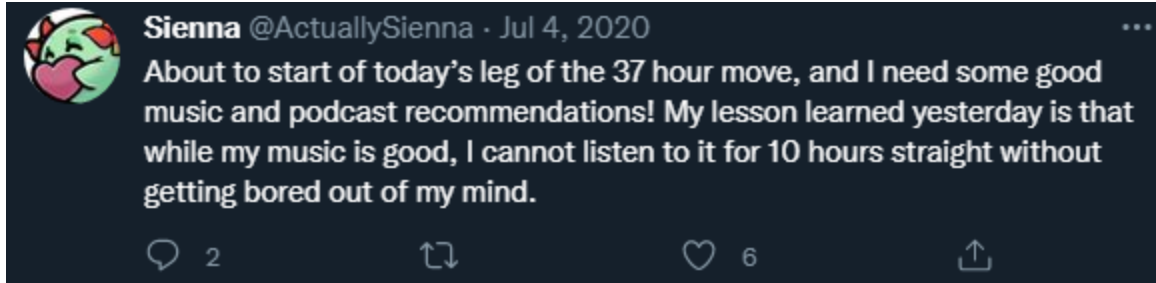 Sienna @ActuallySienna · Jul 4, 2020
About to start of today’s leg of the 37 hour move, and I need some good
music and podcast recommendations! My lesson learned yesterday is that
while my music is good, I cannot listen to it for 10 hours straight without
getting bored out of my mind.
2 6